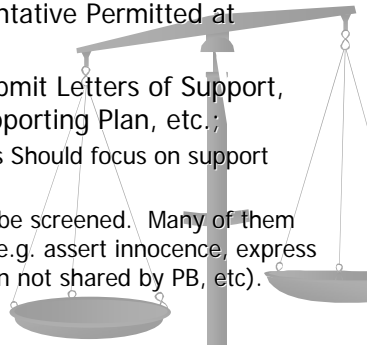 ntative Permitted at
bmit Letters of Support,
pporting Plan, etc.;
s Should focus on support
be screened.  Many of them
e.g. assert innocence, express
n not shared by PB, etc).